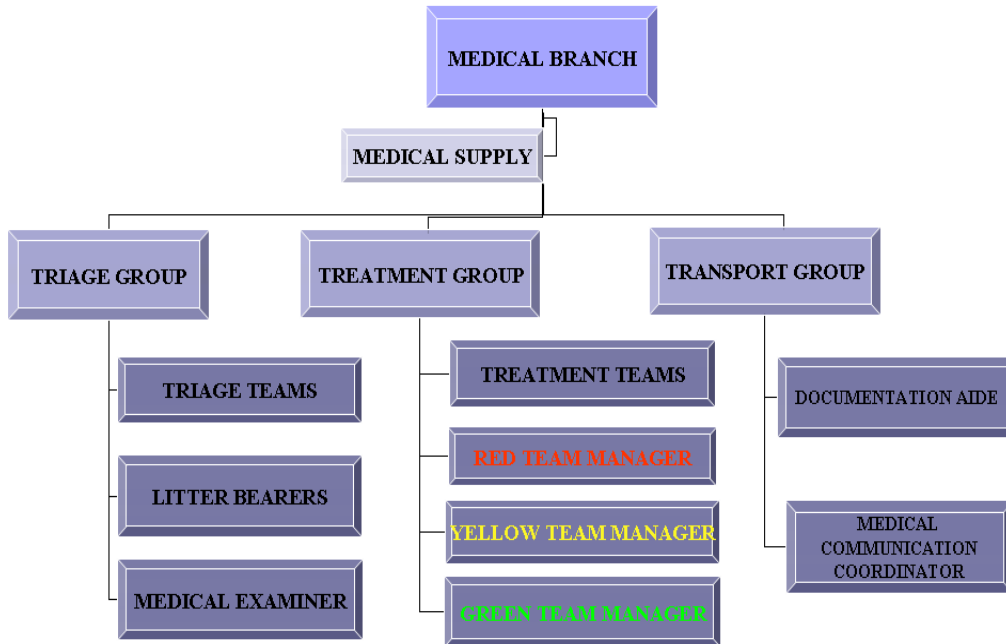 MEDICAL BRANCH
MEDICAL SUPPLY
TRIAGE GROUP
TREATMENT GROUP
TRANSPORT GROUP
TRIAGE TEAMS
LITTER BEARERS
MEDICAL EXAMINER
TREATMENT TEAMS
RED TEAM MANAGER
YELLOW TEAM MANAGER
GREEN TEAM MANAGER
DOCUMENTATION AIDE
MEDICAL
COMMUNICATION
COORDINATOR